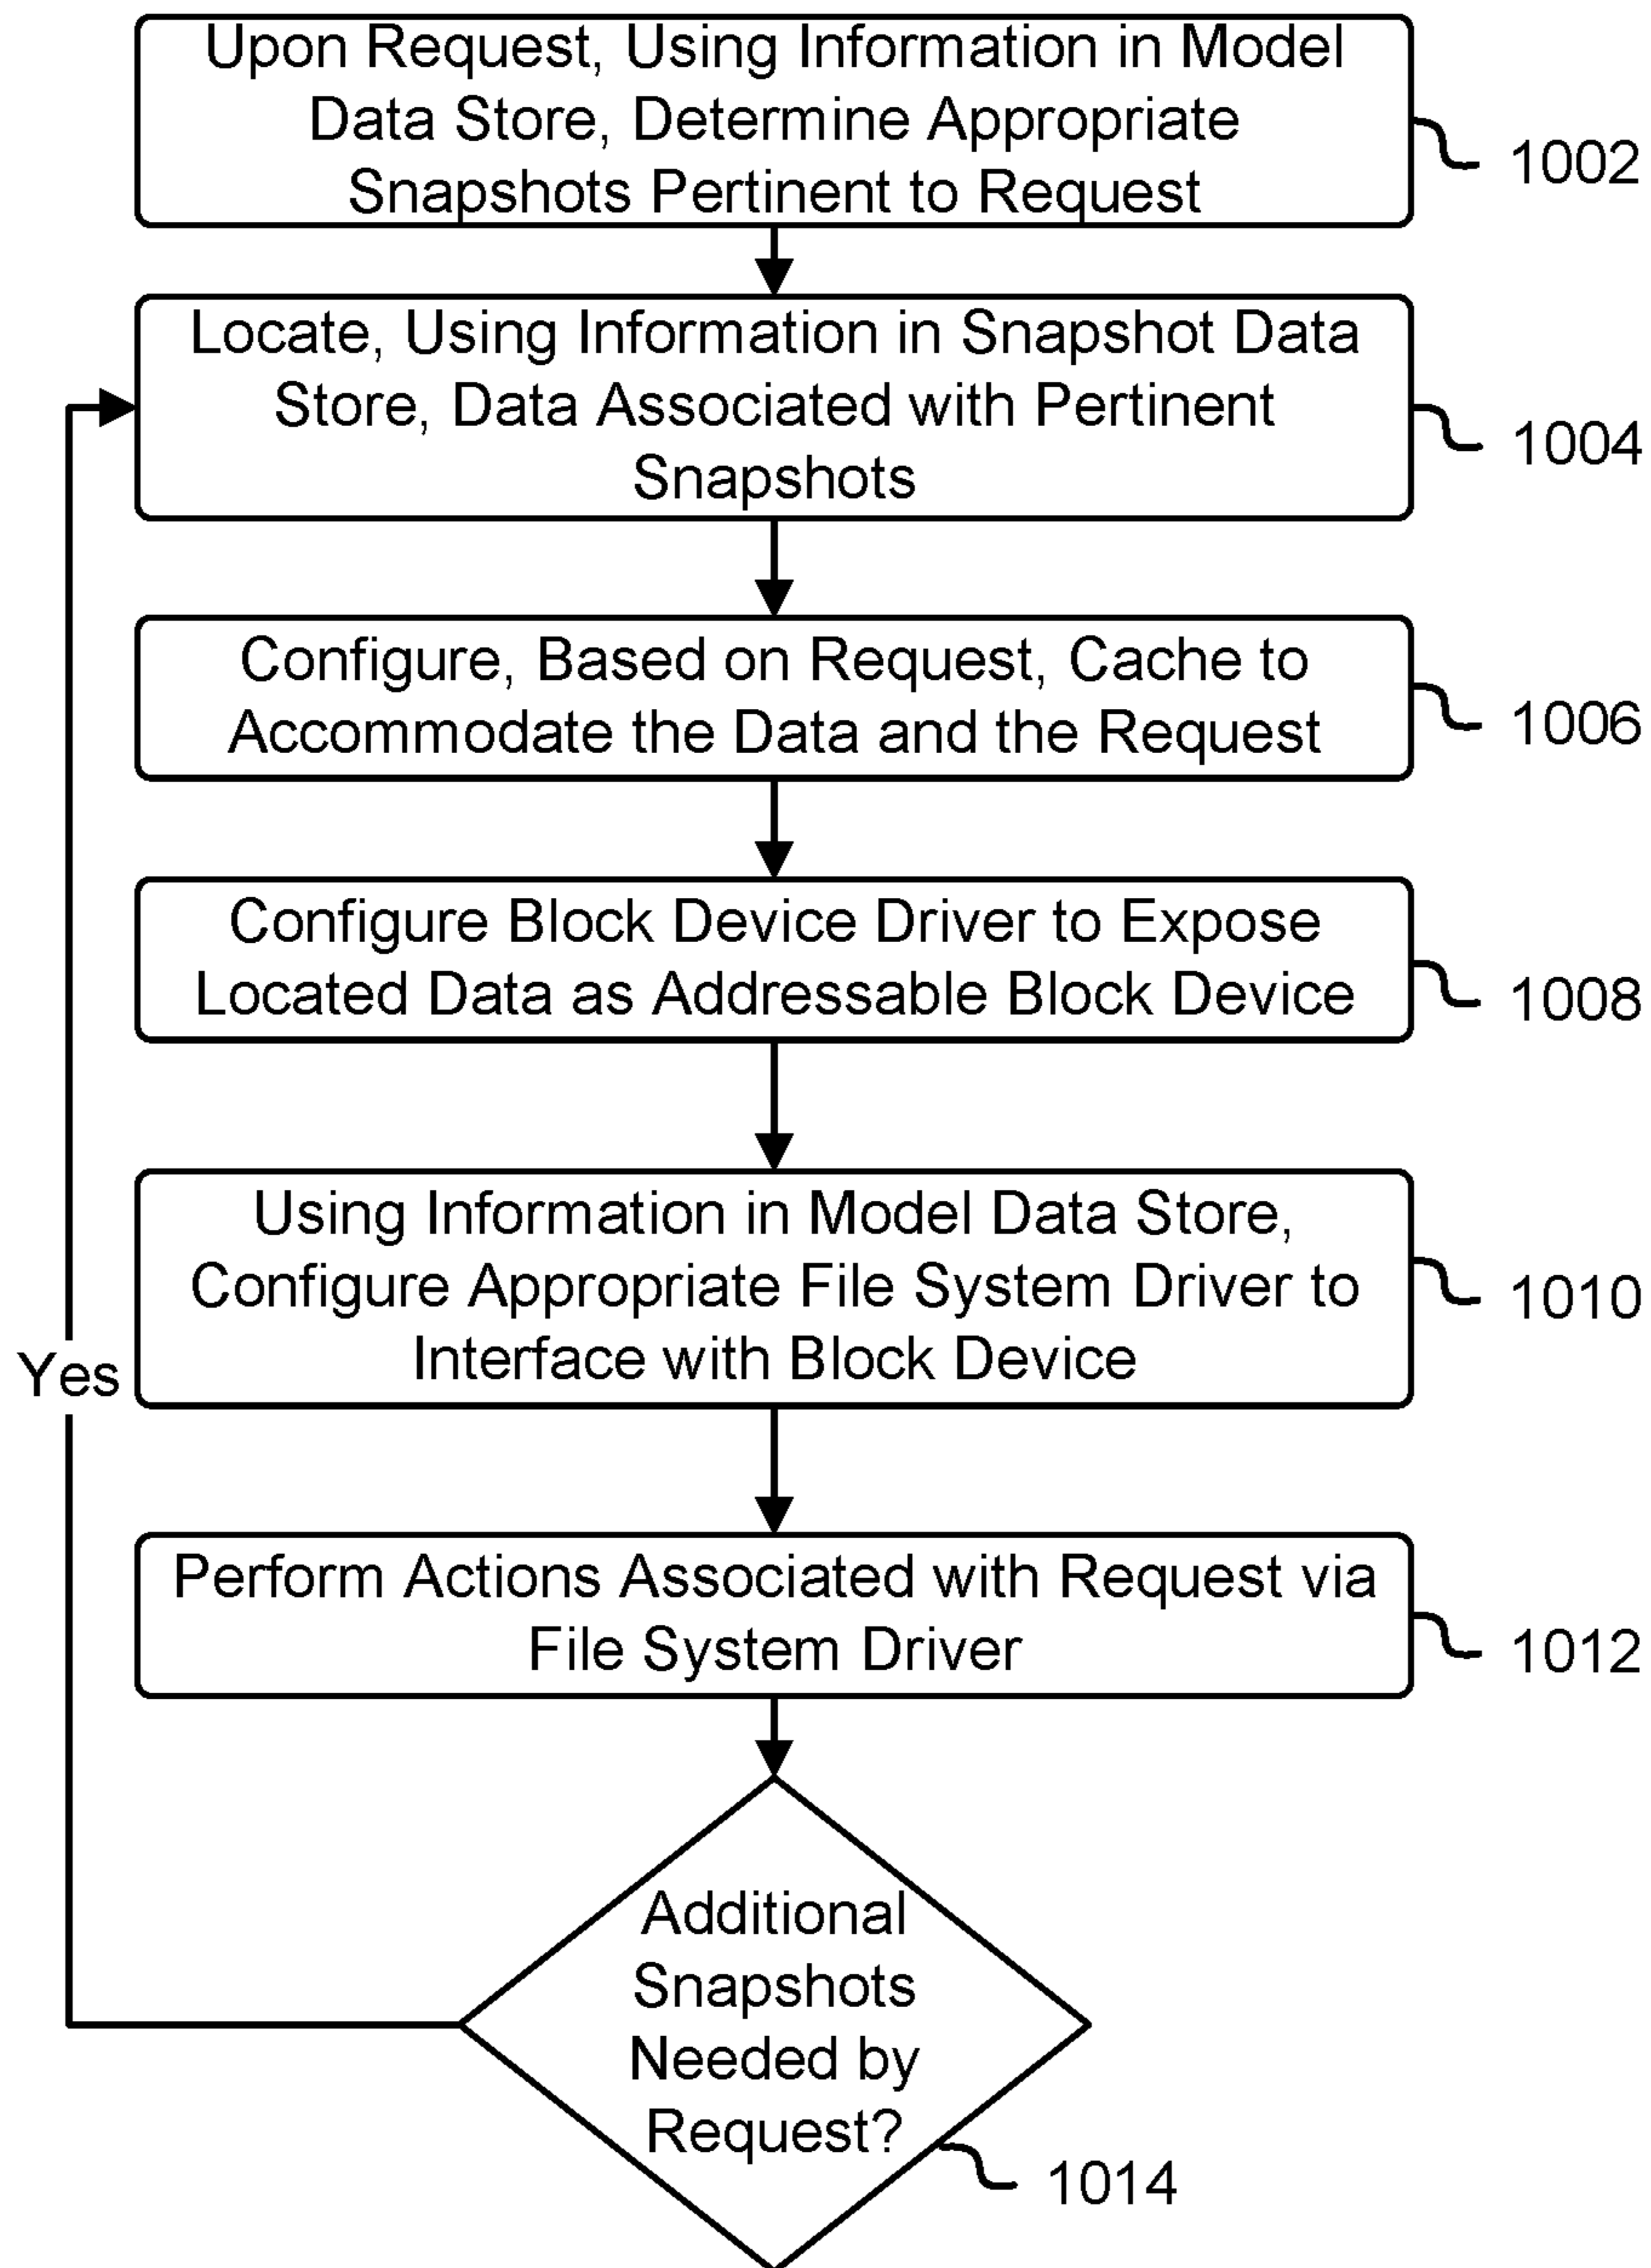 Upon Request, Using Information in Model
Data Store, Determine Appropriate
Snapshots Pertinent to Request
1002
Locate, Using Information in Snapshot Data
Store, Data Associated with Pertinent
Snapshots
1004
Configure, Based on Request, Cache to
Accommodate the Data and the Request
1006
Configure Block Device Driver to Expose
Located Data as Addressable Block Device
1008
Using Information in Model Data Store,
Configure Appropriate File System Driver to
Interface with Block Device
1010
Yes
Perform Actions Associated with Request via
File System Driver
1012
Additional
Snapshots
Needed by
Request?
1014